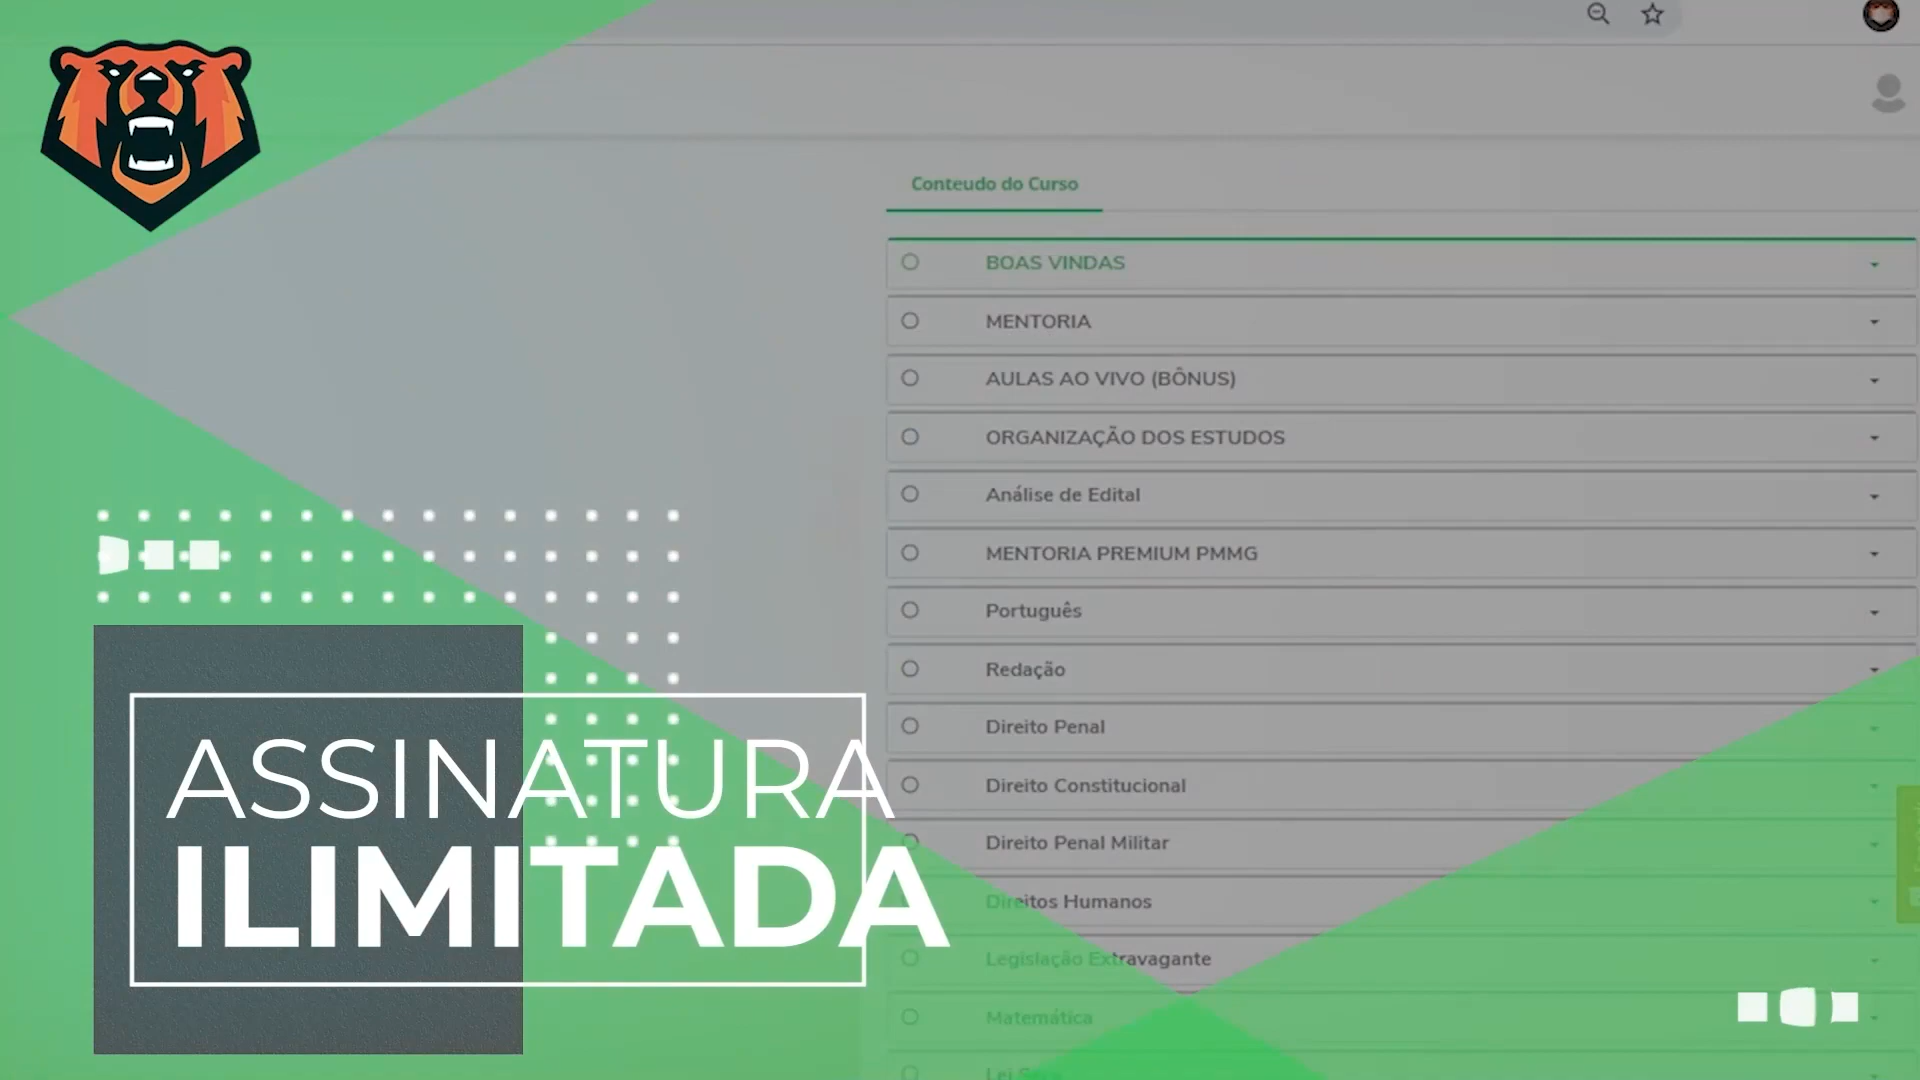 Conteudo do Curso
BOAS VINDAS
MENTORIA
AULAS AO VIVO (BÔNUS)
ORGANIZAÇÃO DOS ESTUDOS
Análise de Edital
MENTORIA PREMIUM PMMG
Português
Redação
Direito Penal
Direito Constitucional
Direito Penal Militar
Direitos Humanos
Legislação Extravagante
Matemática
ASSINATURA
ILIMITADA